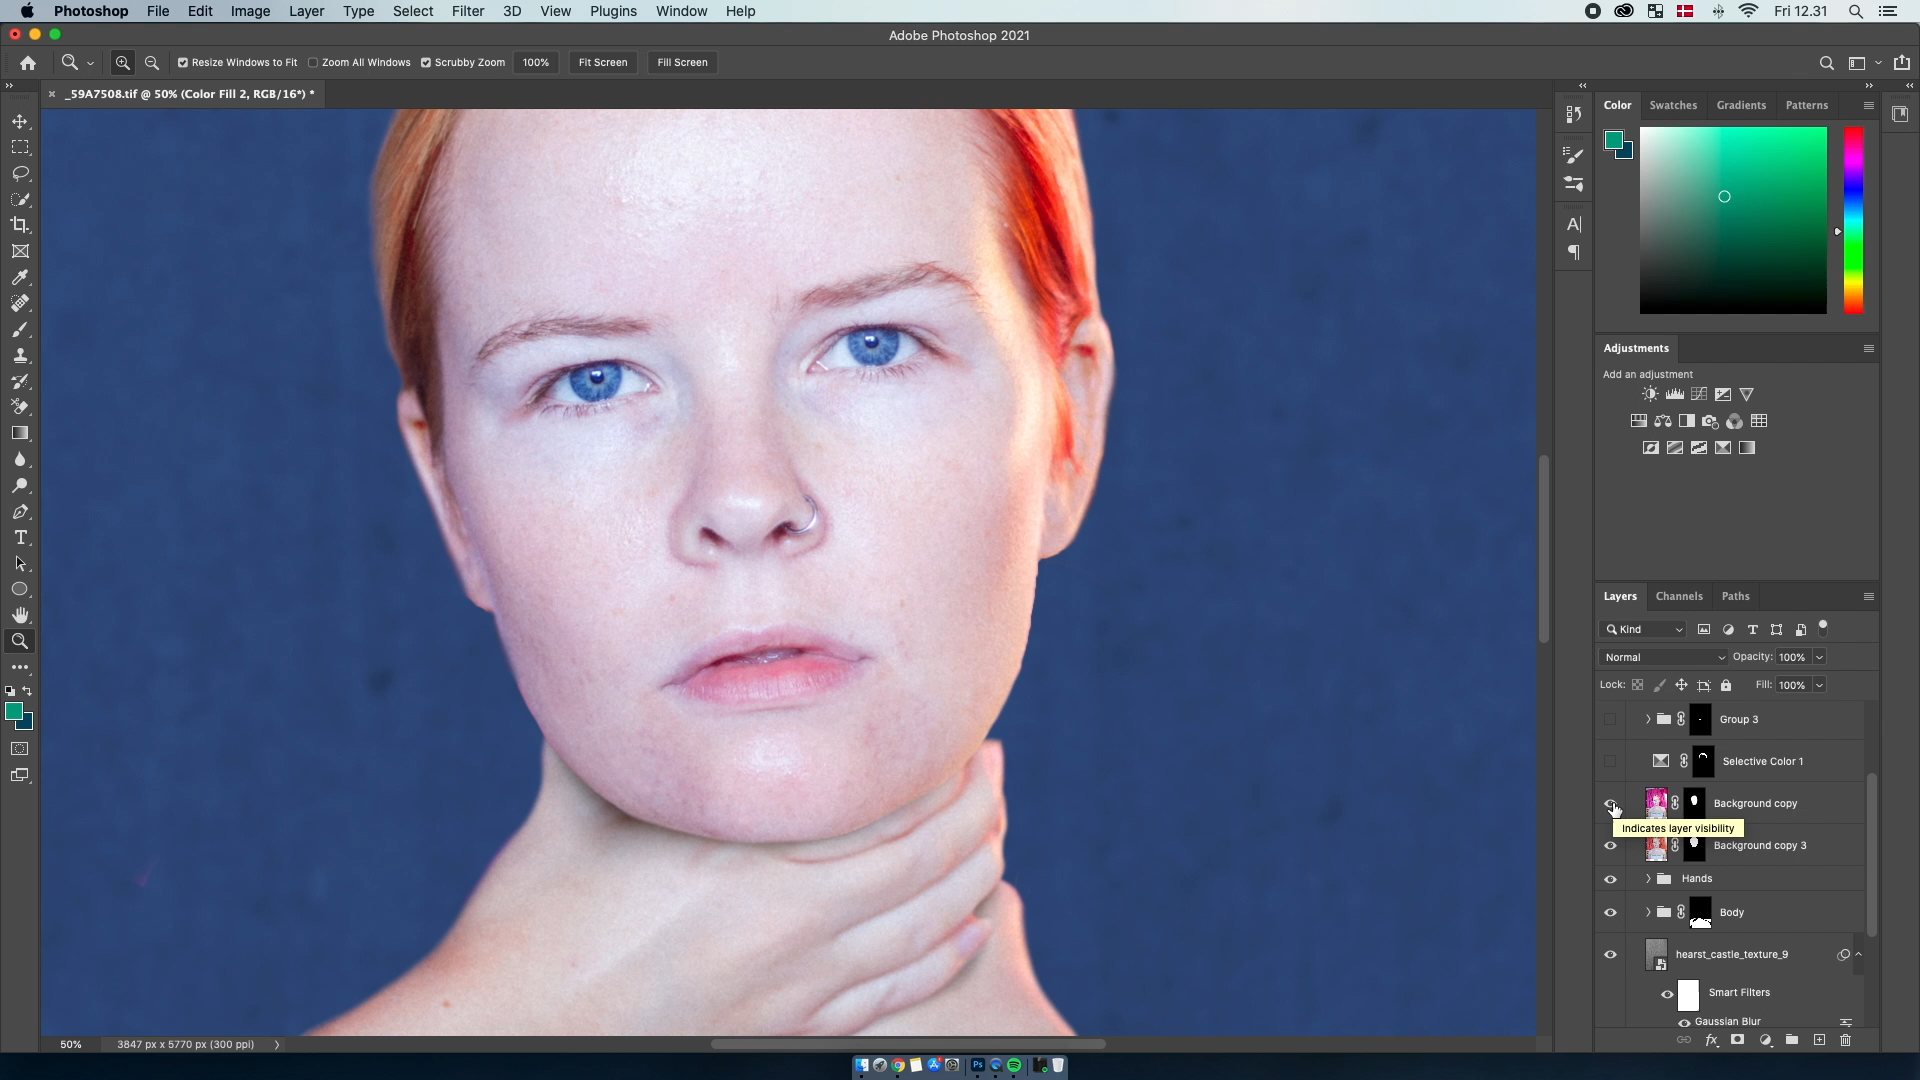 Photoshop File Edit Image Layer Type Select Filter 3D View Plugins Window Help Fri 12.31
Adobe Photoshop 2021
Resize Windows to Fit Zoom All Windows Scrubby Zoom 100% Fit Screen Fill Screen
_59A7508.tif @ 50% (Color Fill 2, RGB/16*) *
Color Swatches Gradients Patterns
Adjustments
Add an adjustment
Layers Channels Paths
Kind
Normal Opacity: 100%
Lock: Fill: 100%
Group 3
Selective Color 1
Background copy
Indicates layer visibility
Background copy 3
Hands
Body
hearst_castle_texture_9
Smart Filters
Gaussian Blur
50% 3847 px x 5770 px (300 ppi)